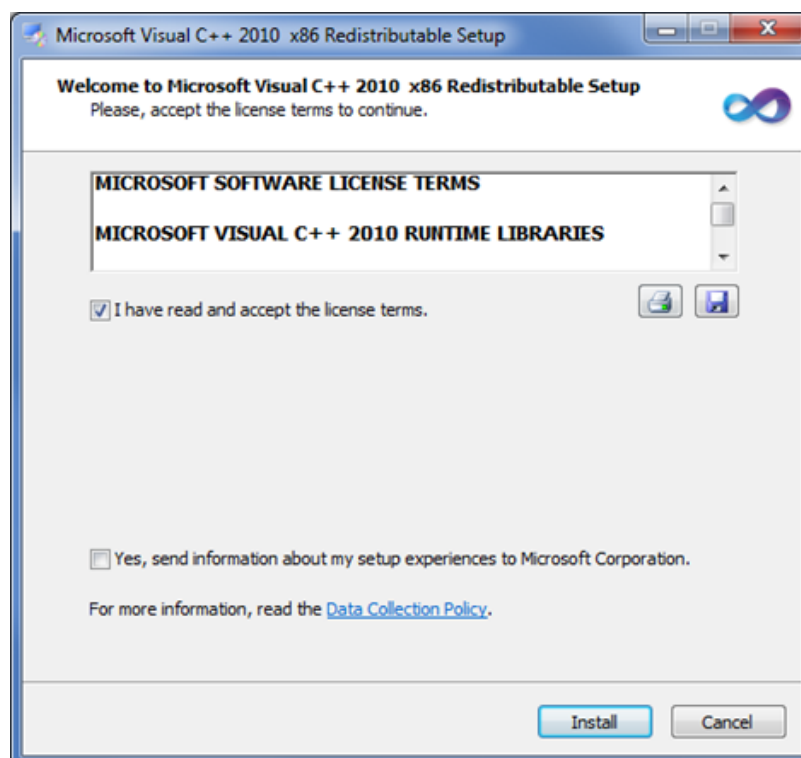 Microsoft Visual C++ 2010 x86 Redistributable Setup
Welcome to Microsoft Visual C++ 2010 x86 Redistributable Setup
Please, accept the license terms to continue.
MICROSOFT SOFTWARE LICENSE TERMS
MICROSOFT VISUAL C++ 2010 RUNTIME LIBRARIES
I have read and accept the license terms.
Yes, send information about my setup experiences to Microsoft Corporation.
For more information, read the Data Collection Policy.
Install Cancel